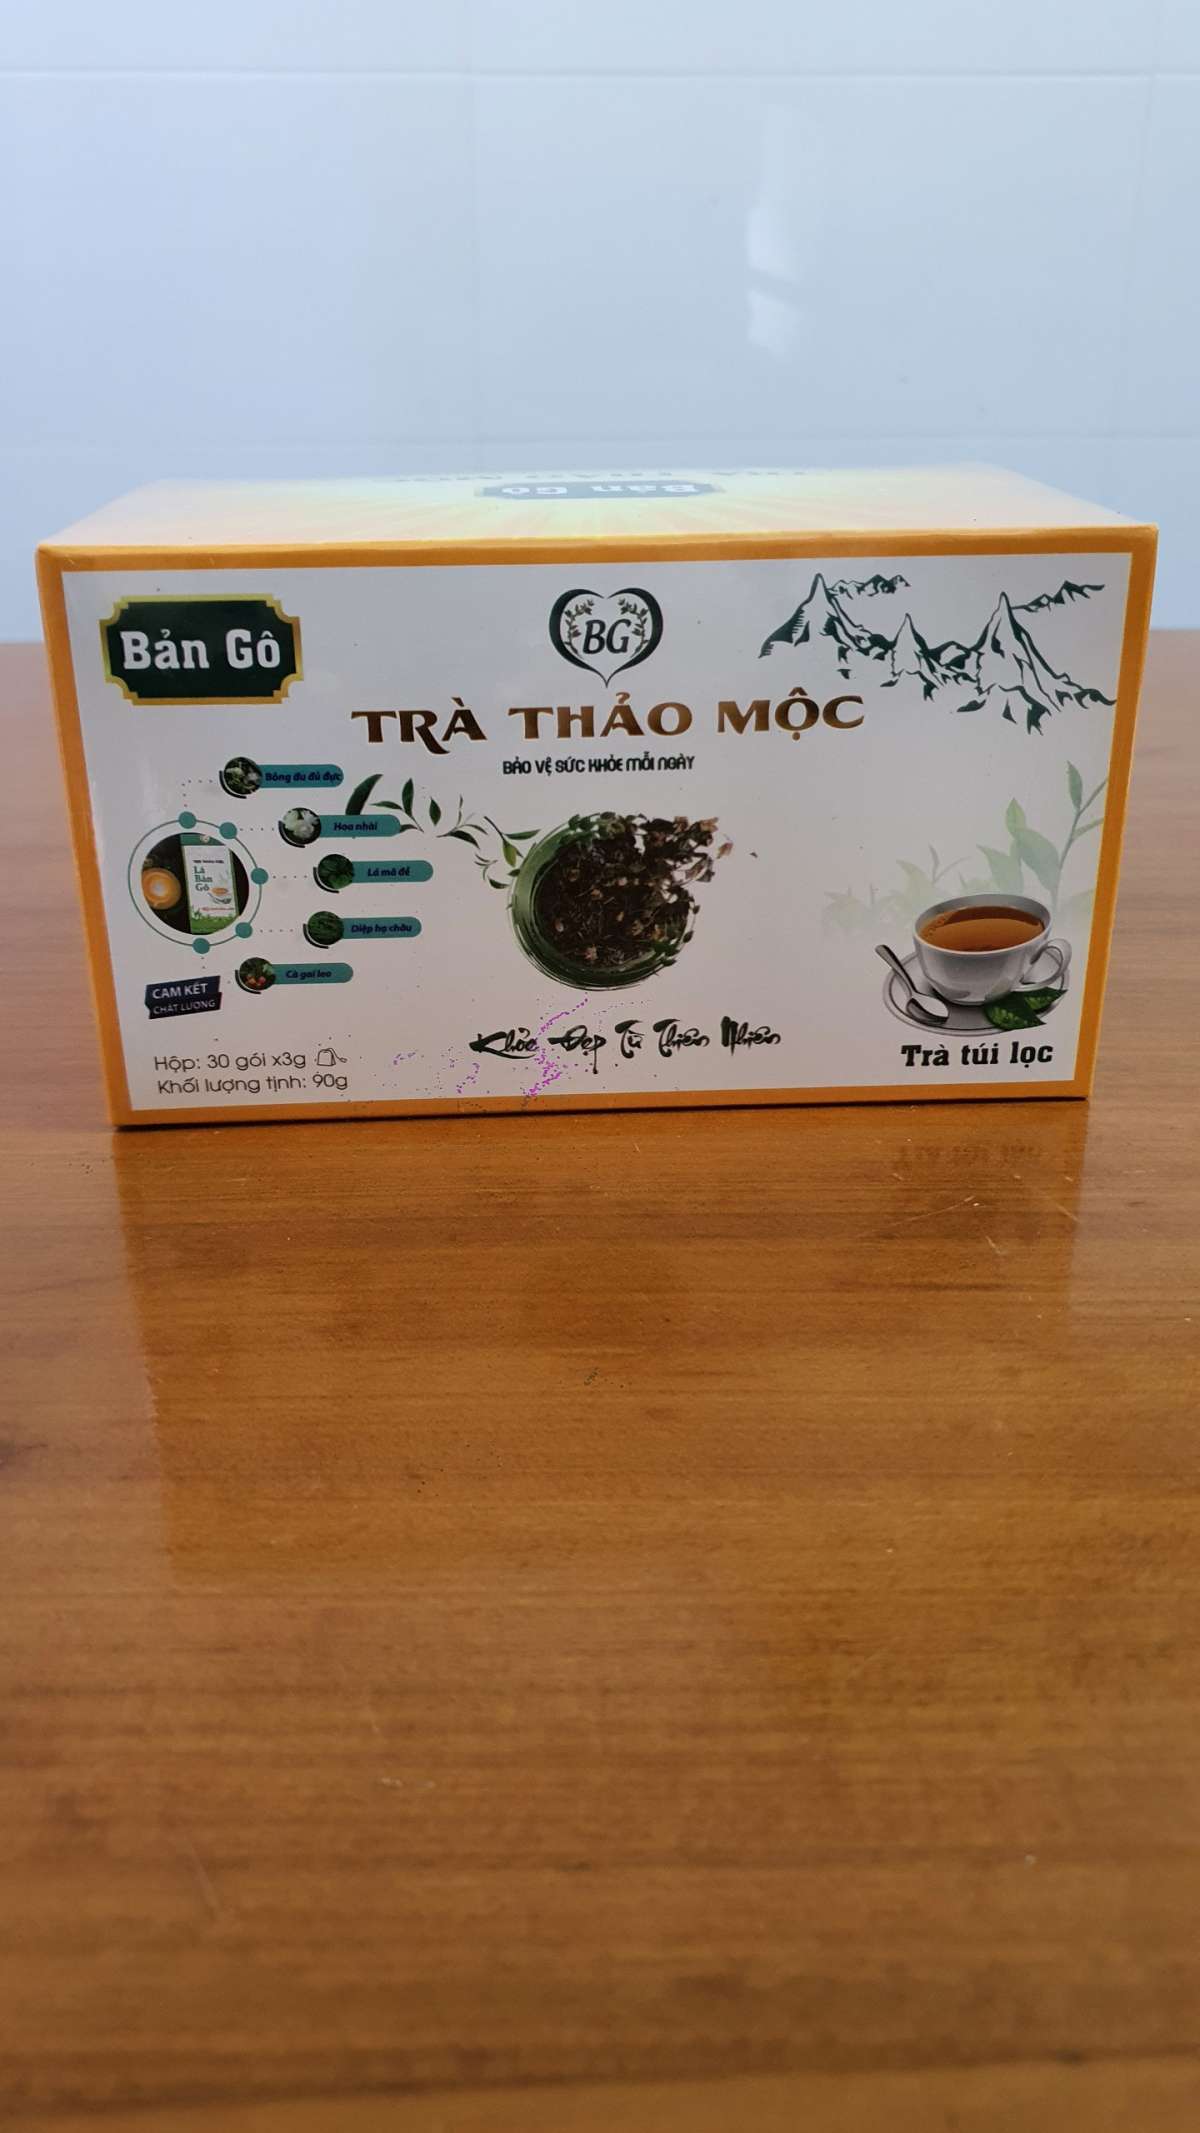 Bản Gô
Bản Gô
BG
TRÀ THẢO MỘC
BẢO VỆ SỨC KHỎE MỖI NGÀY
Bông đu đủ đực
Hoa nhài
Lá mã đề
Lá
Bản
Gô
Diệp hạ châu
Cà gai leo
CAM KẾT
CHẤT LƯỢNG
Hộp: 30 gói x3g
Khối lượng tịnh: 90g
Khỏe Đẹp Từ Thiên Nhiên
Trà túi lọc